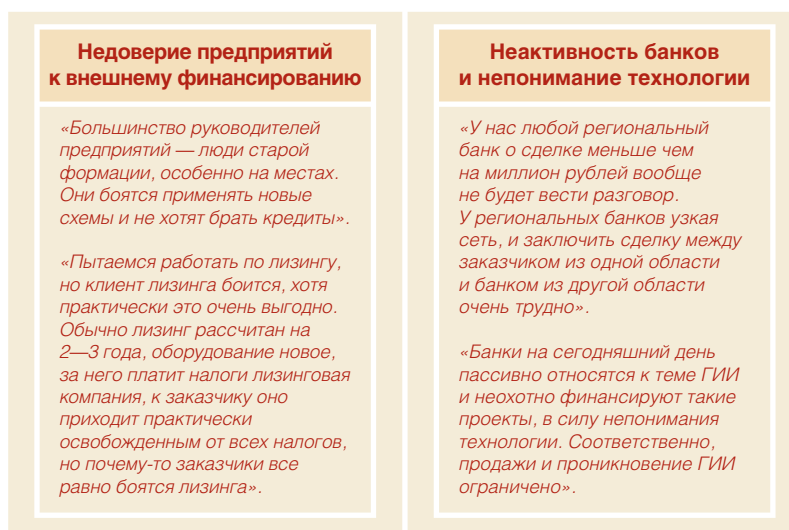 Недоверие предприятий
к внешнему финансированию
«Большинство руководителей
предприятий — люди старой
формации, особенно на местах.
Они боятся применять новые
схемы и не хотят брать кредиты».
«Пытаемся работать по лизингу,
но клиент лизинга боится, хотя
практически это очень выгодно.
Обычно лизинг рассчитан на
2—3 года, оборудование новое,
за него платит налоги лизинговая
компания, к заказчику оно
приходит практически
освобожденным от всех налогов,
но почему-то заказчики все
равно боятся лизинга».
Неактивность банков
и непонимание технологии
«У нас любой региональный
банк о сделке меньше чем
на миллион рублей вообще
не будет вести разговор.
У региональных банков узкая
сеть, и заключить сделку между
заказчиком из одной области
и банком из другой области
очень трудно».
«Банки на сегодняшний день
пассивно относятся к теме ГИИ
и неохотно финансируют такие
проекты, в силу непонимания
технологии. Соответственно,
продажи и проникновение ГИИ
ограничено».